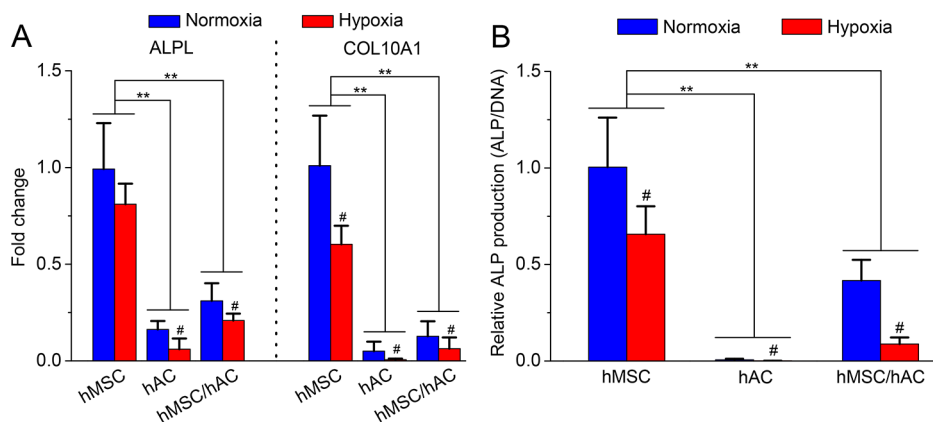 A
Normoxia Hypoxia
ALPL COL10A1
Fold change
1.5
1.0
0.5
0.0
** ** ** **
# # # # #
hMSC hAC hMSC/hAC hMSC hAC hMSC/hAC
B
Normoxia Hypoxia
Relative ALP production (ALP/DNA)
1.5
1.0
0.5
0.0
** **
# # #
hMSC hAC hMSC/hAC